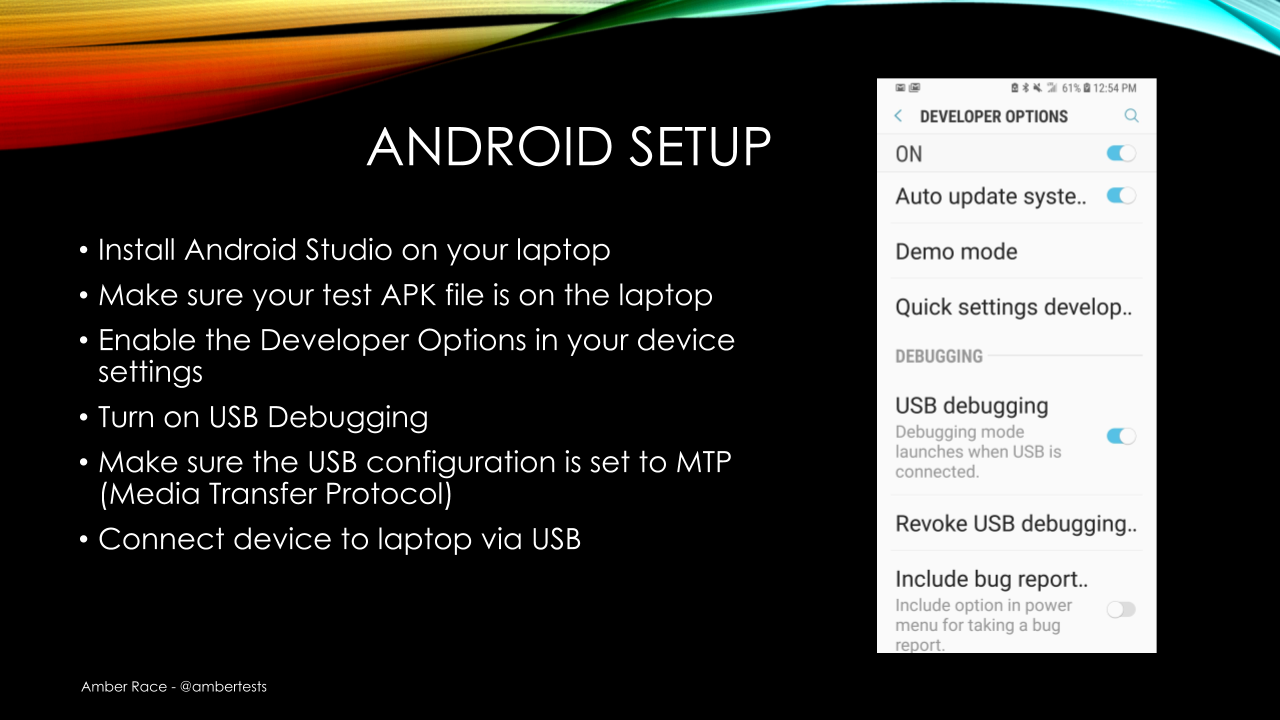 ANDROID SETUP
• Install Android Studio on your laptop
• Make sure your test APK file is on the laptop
• Enable the Developer Options in your device
settings
• Turn on USB Debugging
• Make sure the USB configuration is set to MTP
(Media Transfer Protocol)
• Connect device to laptop via USB
Amber Race - @ambertests
61% 12:54 PM
DEVELOPER OPTIONS
ON
Auto update syste..
Demo mode
Quick settings develop..
DEBUGGING
USB debugging
Debugging mode
launches when USB is
connected.
Revoke USB debugging..
Include bug report..
Include option in power
menu for taking a bug
report.